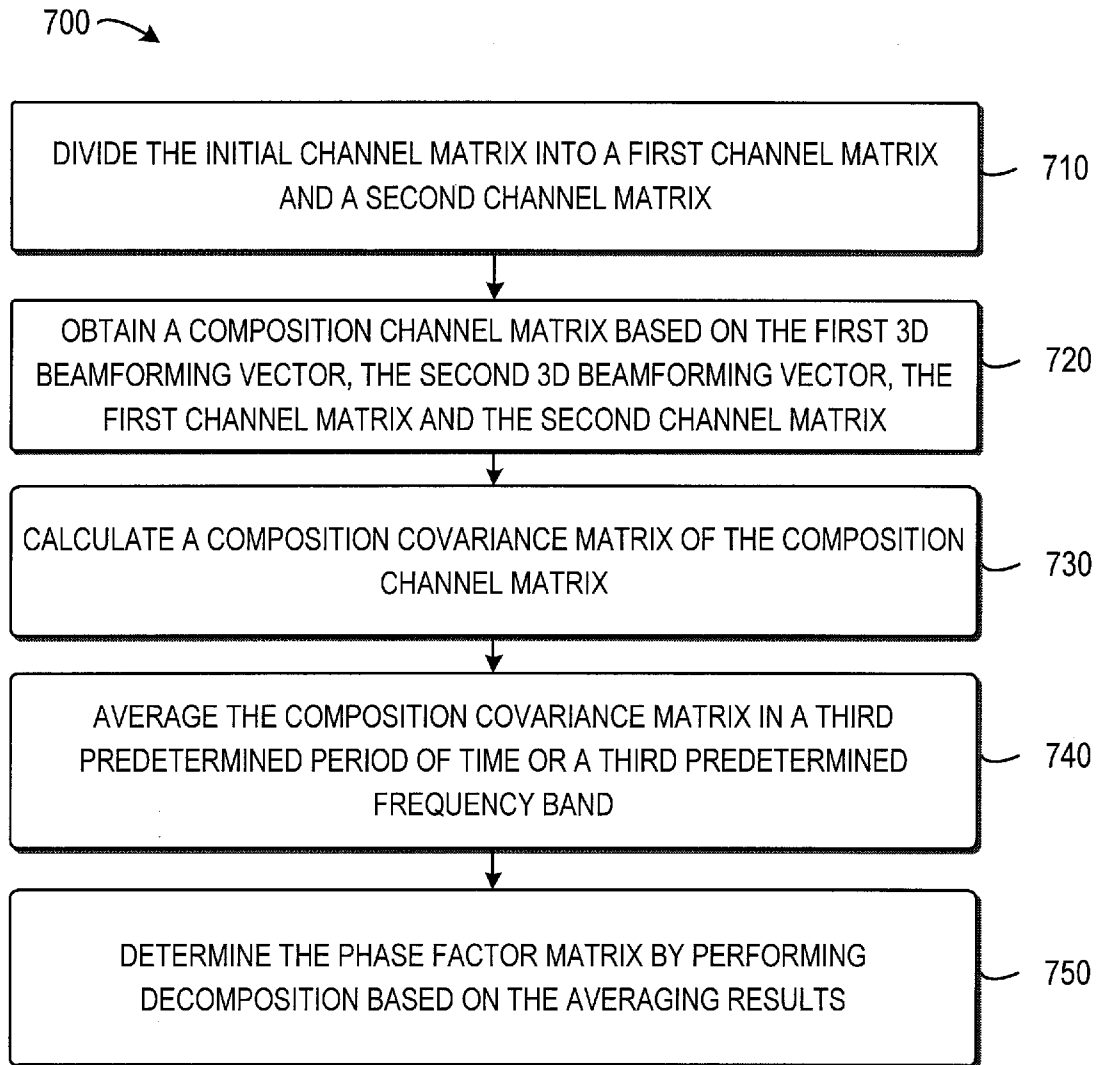 700
DIVIDE THE INITIAL CHANNEL MATRIX INTO A FIRST CHANNEL MATRIX
AND A SECOND CHANNEL MATRIX
710
OBTAIN A COMPOSITION CHANNEL MATRIX BASED ON THE FIRST 3D
BEAMFORMING VECTOR, THE SECOND 3D BEAMFORMING VECTOR, THE
FIRST CHANNEL MATRIX AND THE SECOND CHANNEL MATRIX
720
CALCULATE A COMPOSITION COVARIANCE MATRIX OF THE COMPOSITION
CHANNEL MATRIX
730
AVERAGE THE COMPOSITION COVARIANCE MATRIX IN A THIRD
PREDETERMINED PERIOD OF TIME OR A THIRD PREDETERMINED
FREQUENCY BAND
740
DETERMINE THE PHASE FACTOR MATRIX BY PERFORMING
DECOMPOSITION BASED ON THE AVERAGING RESULTS
750